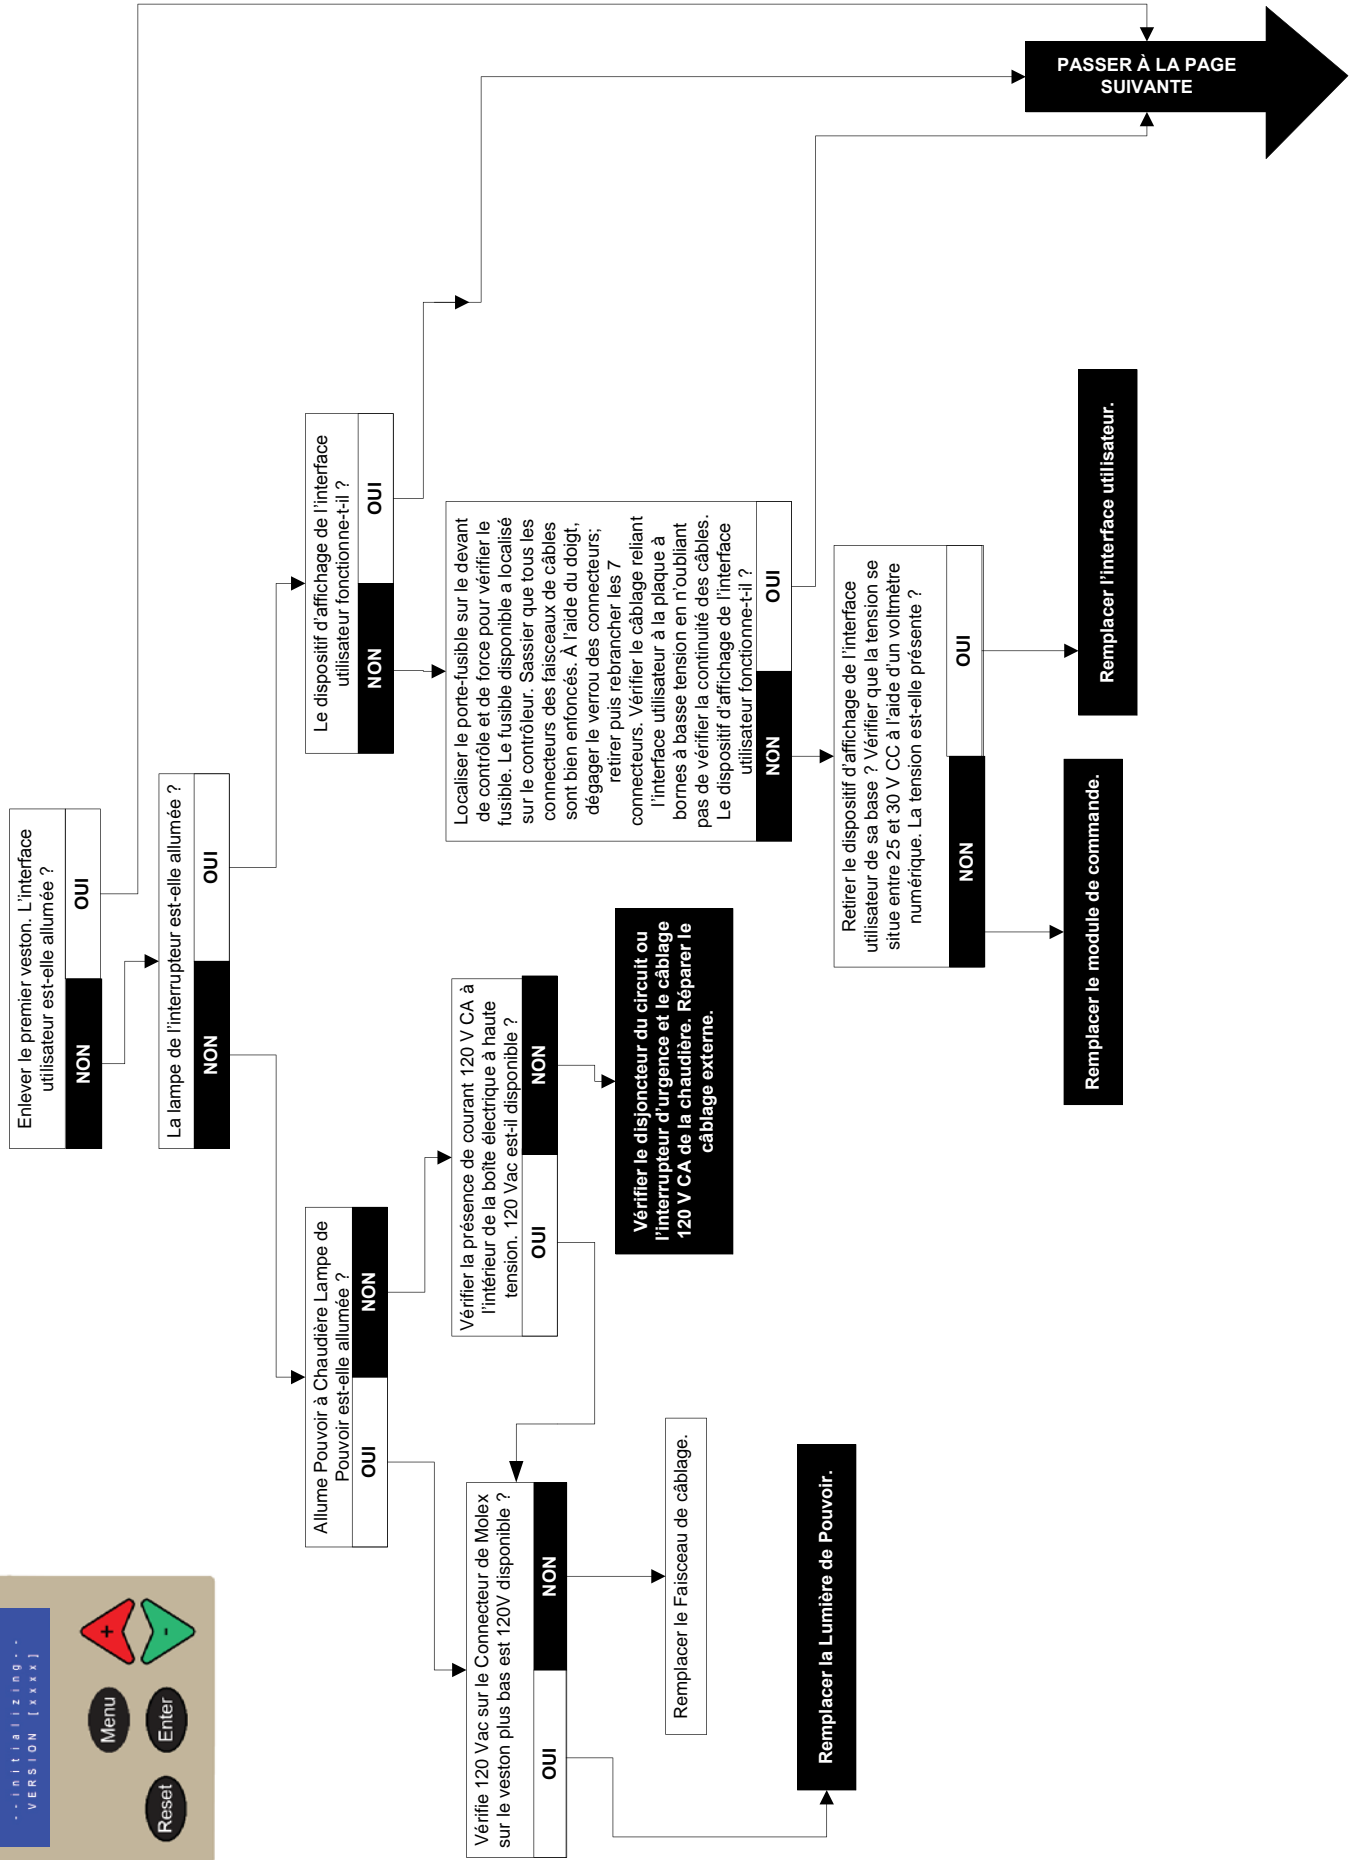 --initializing--
VERSION [xxxx]
Menu
+
Reset
Enter
-
Enlever le premier veston. L'interface
utilisateur est-elle allumée ?
NON
OUI
La lampe de l'interrupteur est-elle allumée ?
NON
OUI
Allume Pouvoir à Chaudière Lampe de
Pouvoir est-elle allumée ?
OUI
NON
Le dispositif d'affichage de l'interface
utilisateur fonctionne-t-il ?
NON
OUI
Vérifie 120 Vac sur le Connecteur de Molex
sur le veston plus bas est 120V disponible ?
OUI
NON
Vérifier la présence de courant 120 V CA à
l'intérieur de la boîte électrique à haute
tension. 120 Vac est-il disponible ?
OUI
NON
Localiser le porte-fusible sur le devant
de contrôle et de force pour vérifier le
fusible. Le fusible disponible a localisé
sur le contrôleur. Sassier que tous les
connecteurs des faisceaux de câbles
sont bien enfoncés. À l'aide du doigt,
dégager le verrou des connecteurs;
retirer puis rebrancher les 7
connecteurs. Vérifier le câblage reliant
l'interface utilisateur à la plaque à
bornes à basse tension en n'oubliant
pas de vérifier la continuité des câbles.
Le dispositif d'affichage de l'interface
utilisateur fonctionne-t-il ?
NON
OUI
Remplacer le Faisceau de câblage.
Vérifier le disjoncteur du circuit ou
l'interrupteur d'urgence et le câblage
120 V CA de la chaudière. Réparer le
câblage externe.
Remplacer la Lumière de Pouvoir.
Retirer le dispositif d'affichage de l'interface
utilisateur de sa base ? Vérifier que la tension se
situe entre 25 et 30 V CC à l'aide d'un voltmètre
numérique. La tension est-elle présente ?
NON
OUI
Remplacer le module de commande.
Remplacer l'interface utilisateur.
PASSER À LA PAGE
SUIVANTE